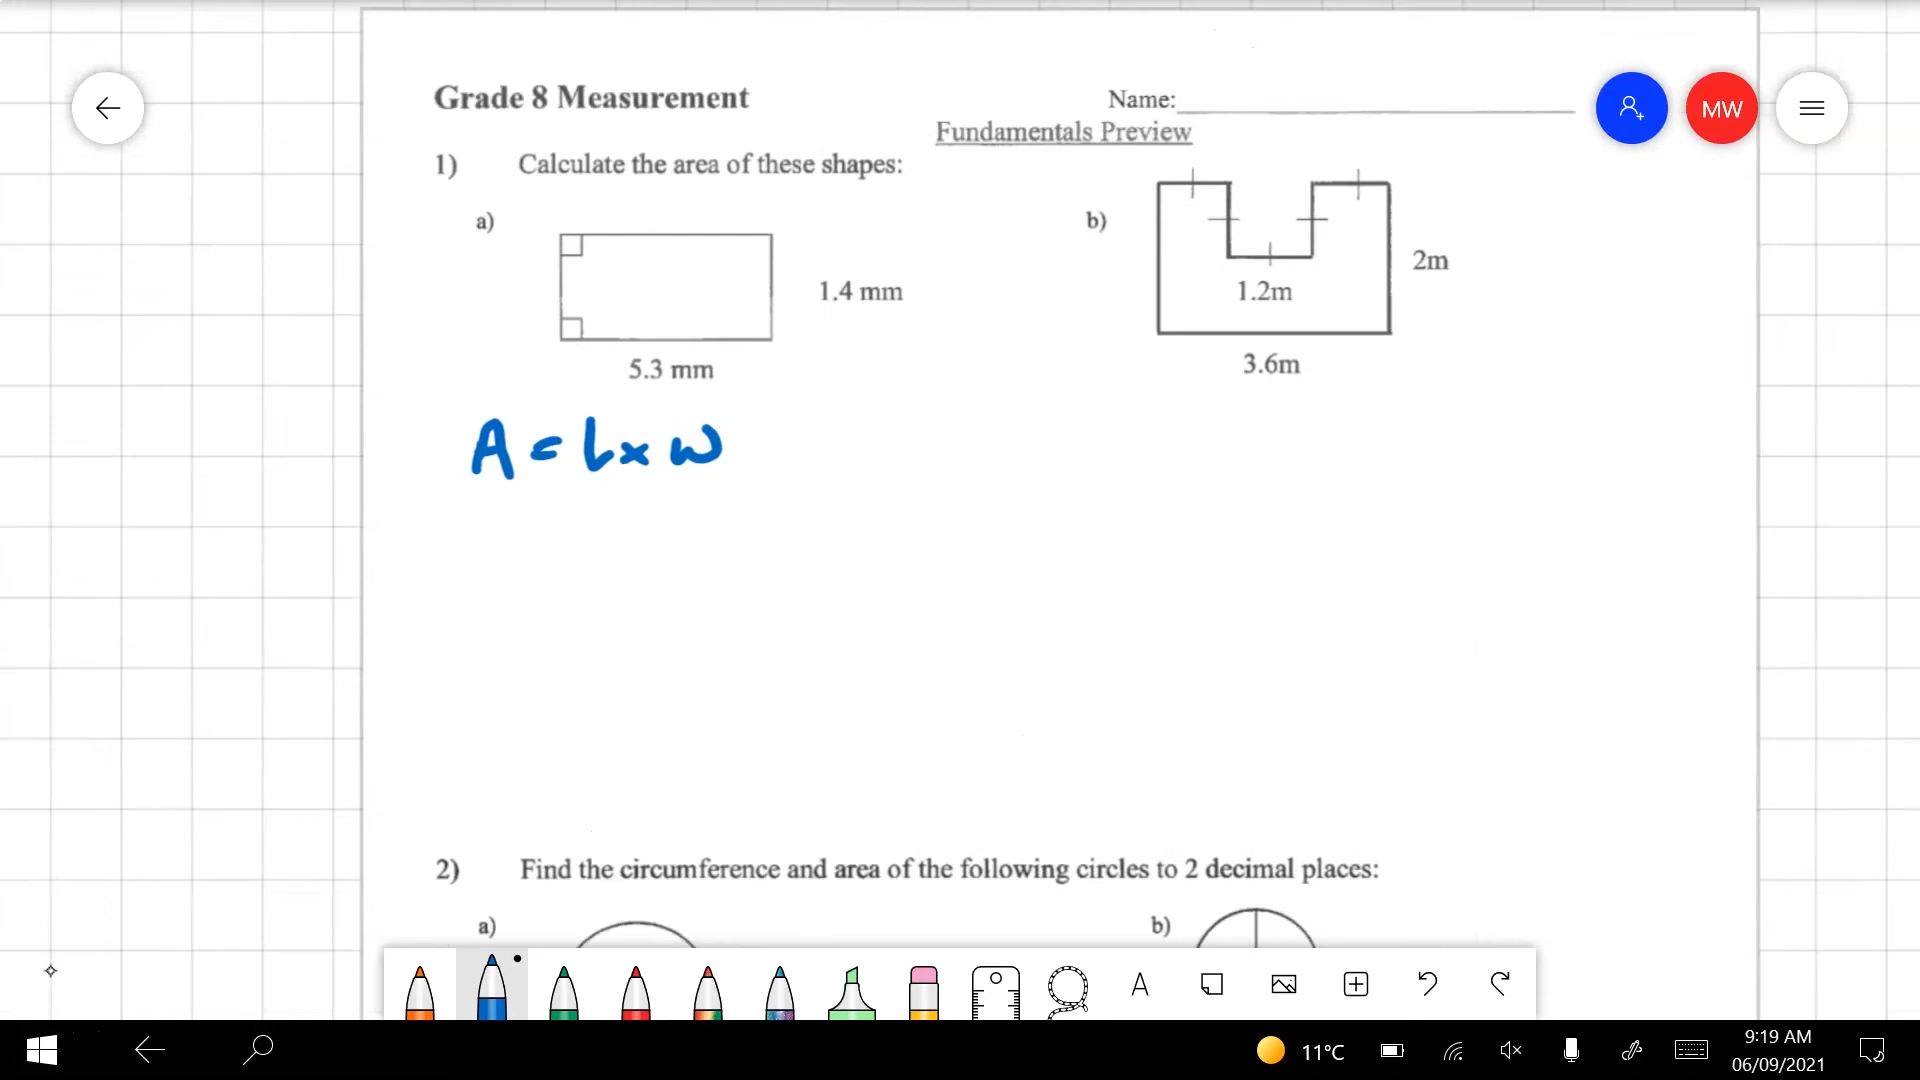 Grade 8 Measurement
Name:
MW
Fundamentals Preview
1) Calculate the area of these shapes:
a)
b)
1.4 mm
5.3 mm
2m
1.2m
3.6m
A = L x W
2) Find the circumference and area of the following circles to 2 decimal places:
a)
b)
A
11°C
9:19 AM
06/09/2021